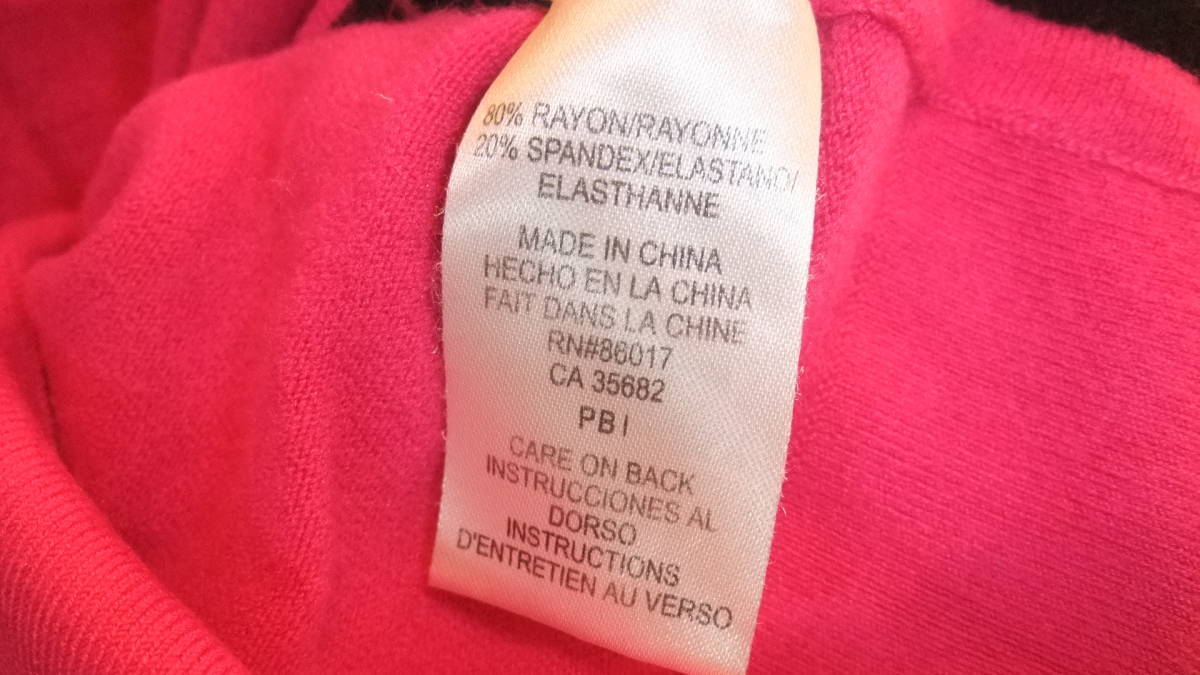 80% RAYON/RAYONNE
20% SPANDEX/ELASTANO/
ELASTHANNE
MADE IN CHINA
HECHO EN LA CHINA
FAIT DANS LA CHINE
RN#86017
CA 35682
PB I
CARE ON BACK
INSTRUCCIONES AL
DORSO
INSTRUCTIONS
D'ENTRETIEN AU VERSO